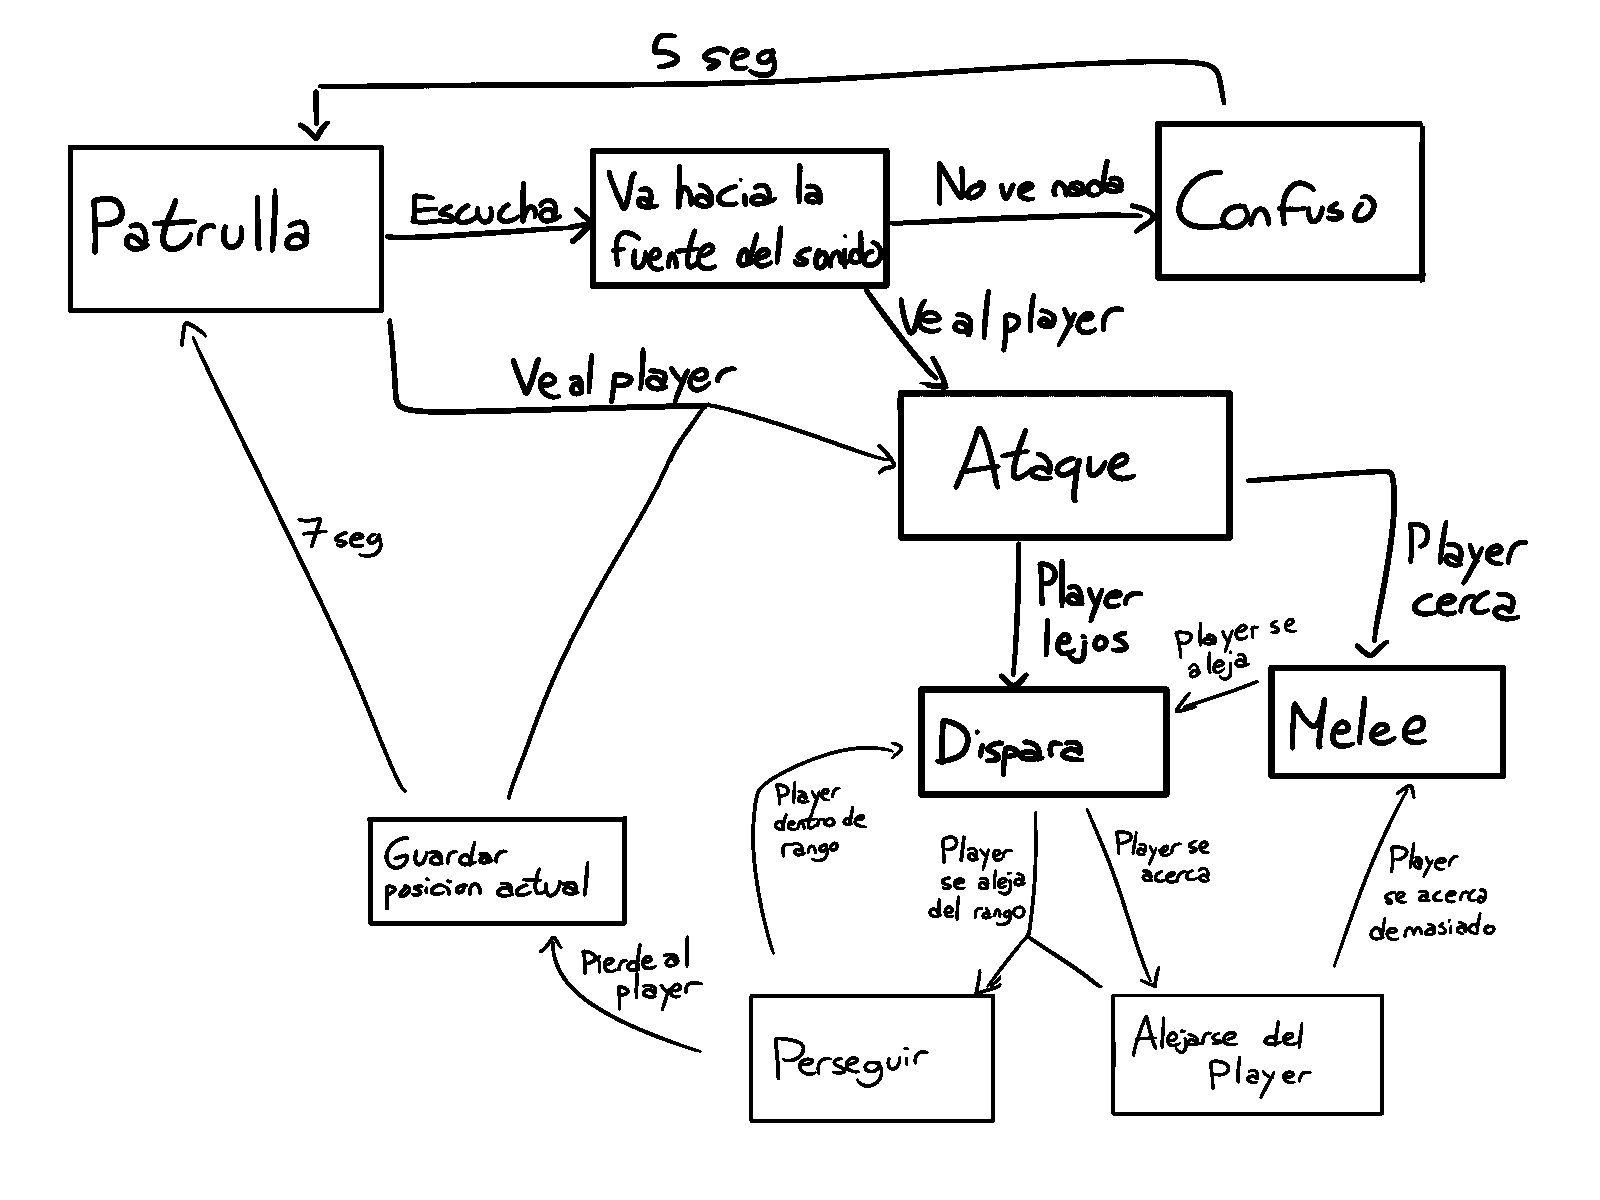 5 seg
Patrulla
Escucha
Va hacia la
fuente del sonido
No ve nada
Confuso
Ve al player
Ve al player
Ataque
7 seg
Player
lejos
Player
cerca
Player se
aleja
Dispara
Melee
Player
dentro de
rango
Player
se aleja
del rango
Player se
acerca
Player
se acerca
demasiado
Guardar
posicion actual
Pierde al
player
Perseguir
Alejarse del
Player